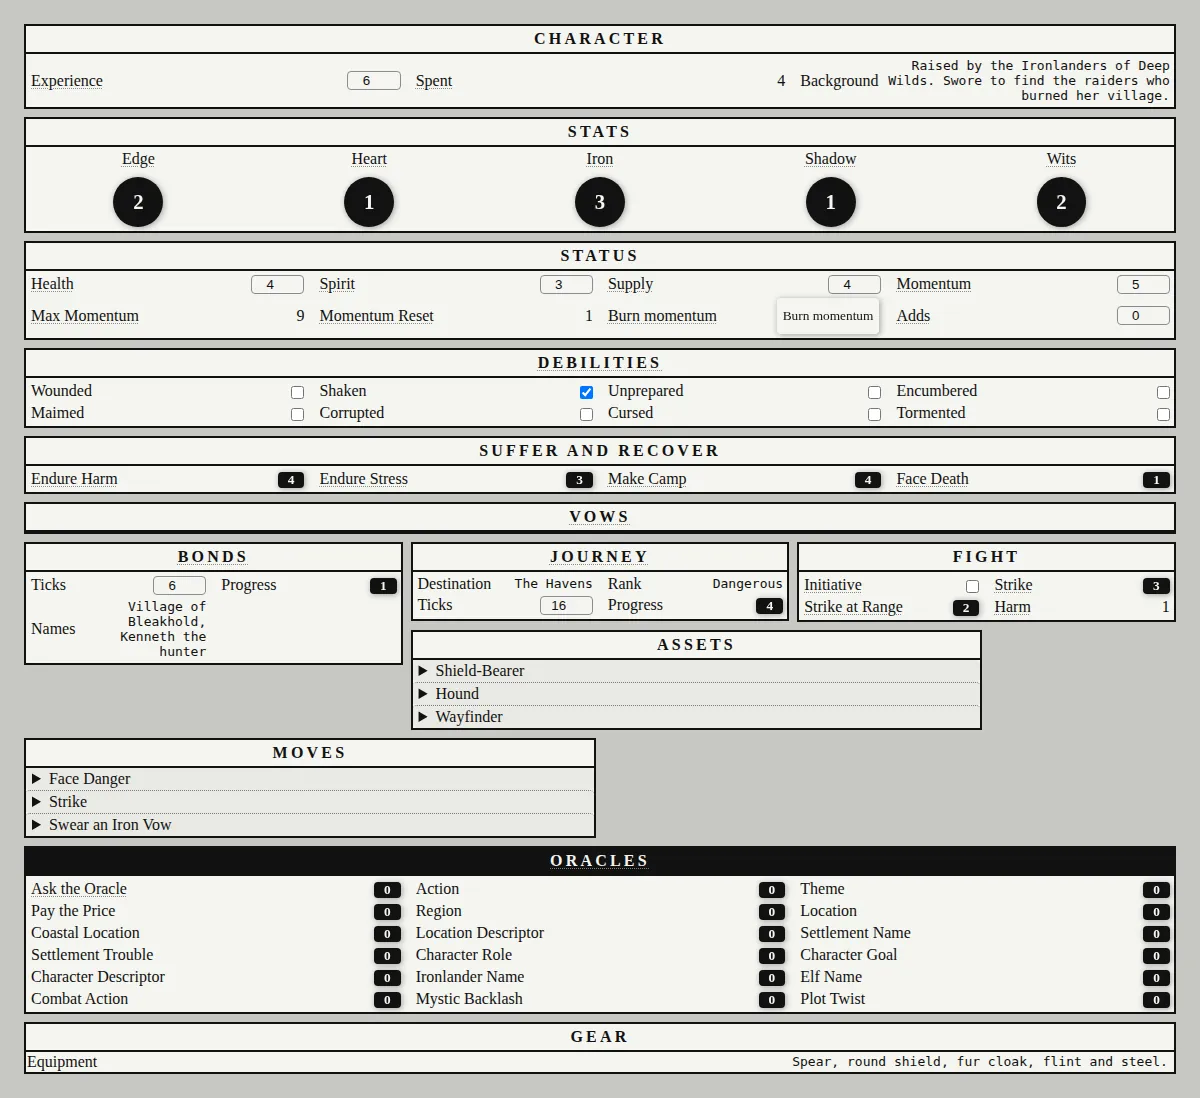 CHARACTER
Experience 6 Spent 4 Background Raised by the Ironlanders of Deep
Wilds. Swore to find the raiders who
burned her village.
STATS
Edge Heart Iron Shadow Wits
2 1 3 1 2
STATUS
Health 4 Spirit 3 Supply 4 Momentum 5
Max Momentum 9 Momentum Reset 1 Burn momentum Burn momentum Adds 0
DEBILITIES
Wounded Shaken Unprepared Encumbered
Maimed Corrupted Cursed Tormented
SUFFER AND RECOVER
Endure Harm 4 Endure Stress 3 Make Camp 4 Face Death 1
VOWS
BONDS
Ticks 6 Progress 1
Names Village of
Bleakhold,
Kenneth the
hunter
JOURNEY
Destination The Havens Rank Dangerous
Ticks 16 Progress 4
FIGHT
Initiative Strike 3
Strike at Range 2 Harm 1
ASSETS
Shield-Bearer
Hound
Wayfinder
MOVES
Face Danger
Strike
Swear an Iron Vow
ORACLES
Ask the Oracle 0 Action 0 Theme 0
Pay the Price 0 Region 0 Location 0
Coastal Location 0 Location Descriptor 0 Settlement Name 0
Settlement Trouble 0 Character Role 0 Character Goal 0
Character Descriptor 0 Ironlander Name 0 Elf Name 0
Combat Action 0 Mystic Backlash 0 Plot Twist 0
GEAR
Equipment Spear, round shield, fur cloak, flint and steel.